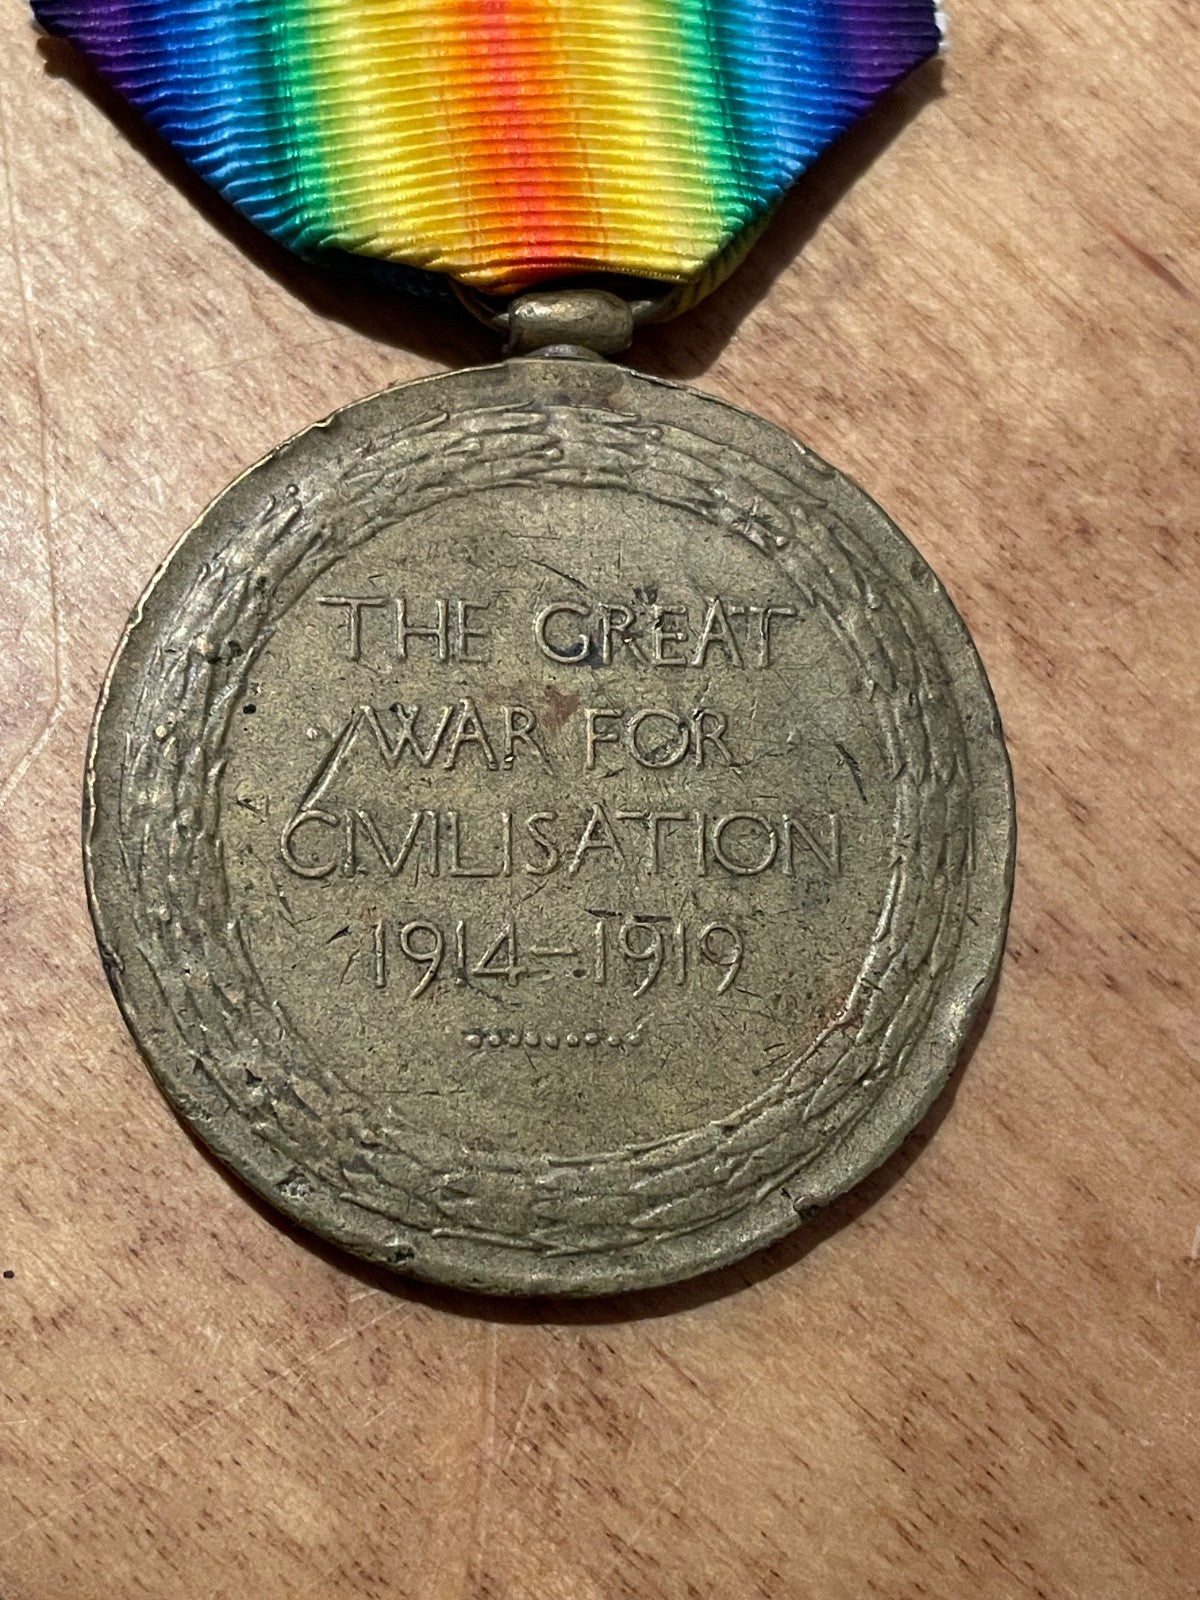 THE GREAT
WAR FOR
CIVILISATION
1914-1919